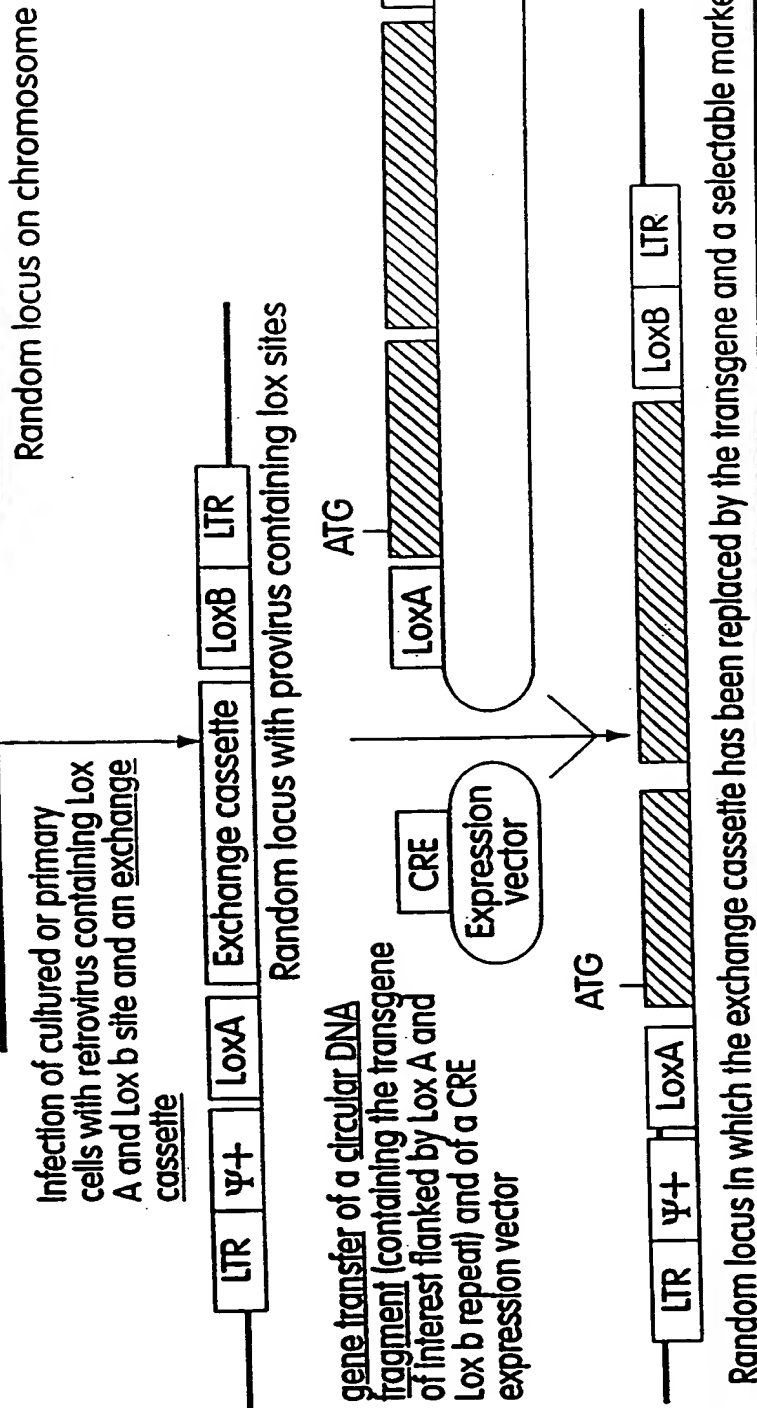 Random locus on chromosome
Infection of cultured or primary
cells with retrovirus containing Lox
A and Lox b site and an exchange
cassette
LTR Ψ+ LoxA Exchange cassette LoxB LTR
Random locus with provirus containing lox sites
gene transfer of a circular DNA
fragment (containing the transgene
of interest flanked by Lox A and
Lox b repeat) and of a CRE
expression vector
CRE
Expression
vector
ATG
LoxA
ATG
LTR Ψ+ LoxA LoxB LTR
Random locus in which the exchange cassette has been replaced by the transgene and a selectable marke